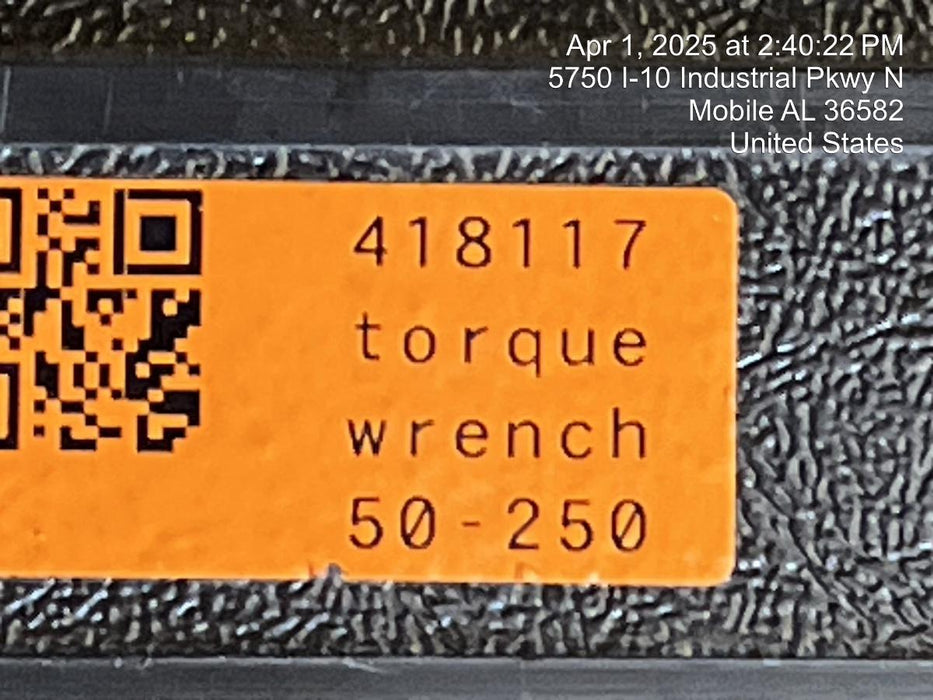 Apr 1, 2025 at 2:40:22 PM
5750 I-10 Industrial Pkwy N
Mobile AL 36582
United States
418117
torque
wrench
50-250